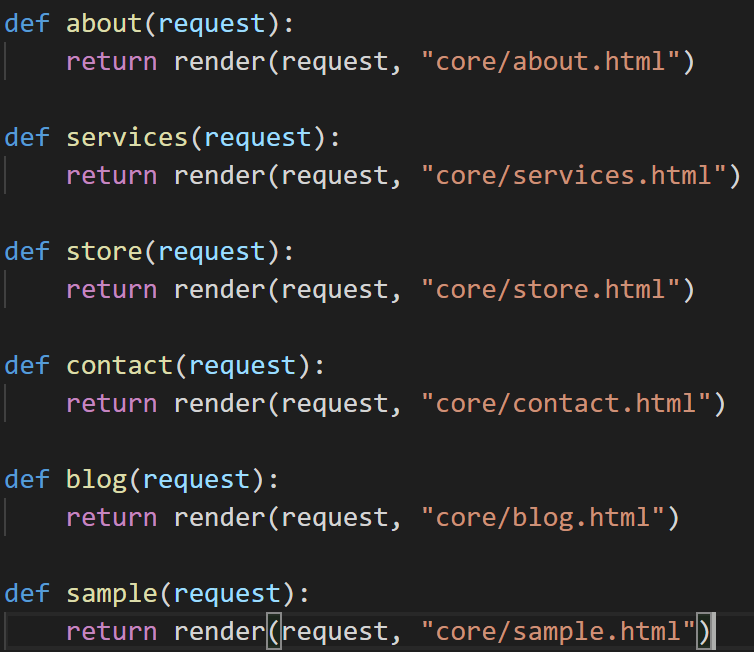 def about(request):
    return render(request, "core/about.html")
def services(request):
    return render(request, "core/services.html")
def store(request):
    return render(request, "core/store.html")
def contact(request):
    return render(request, "core/contact.html")
def blog(request):
    return render(request, "core/blog.html")
def sample(request):
    return render(request, "core/sample.html")